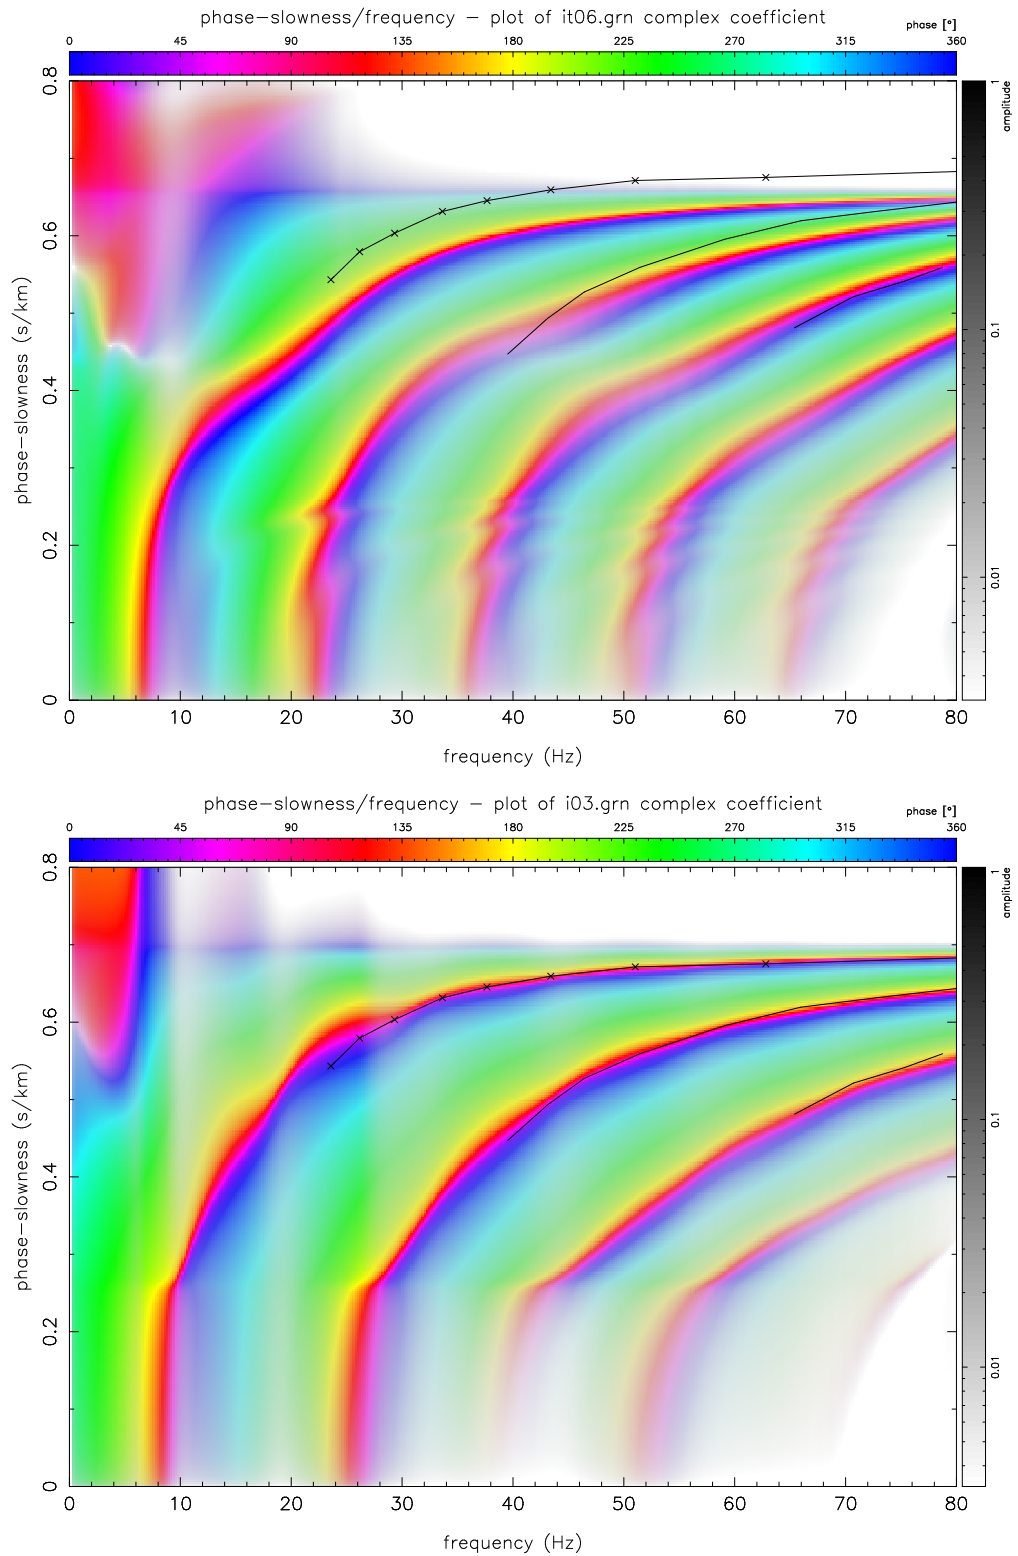 phase-slowness/frequency - plot of it06.grn complex coefficient
phase [°]
0 45 90 135 180 225 270 315 360
0.8
0.6
0.4
0.2
0
phase-slowness (s/km)
1
0.1
0.01
amplitude
0 10 20 30 40 50 60 70 80
frequency (Hz)
phase-slowness/frequency - plot of i03.grn complex coefficient
phase [°]
0 45 90 135 180 225 270 315 360
0.8
0.6
0.4
0.2
0
phase-slowness (s/km)
1
0.1
0.01
amplitude
0 10 20 30 40 50 60 70 80
frequency (Hz)